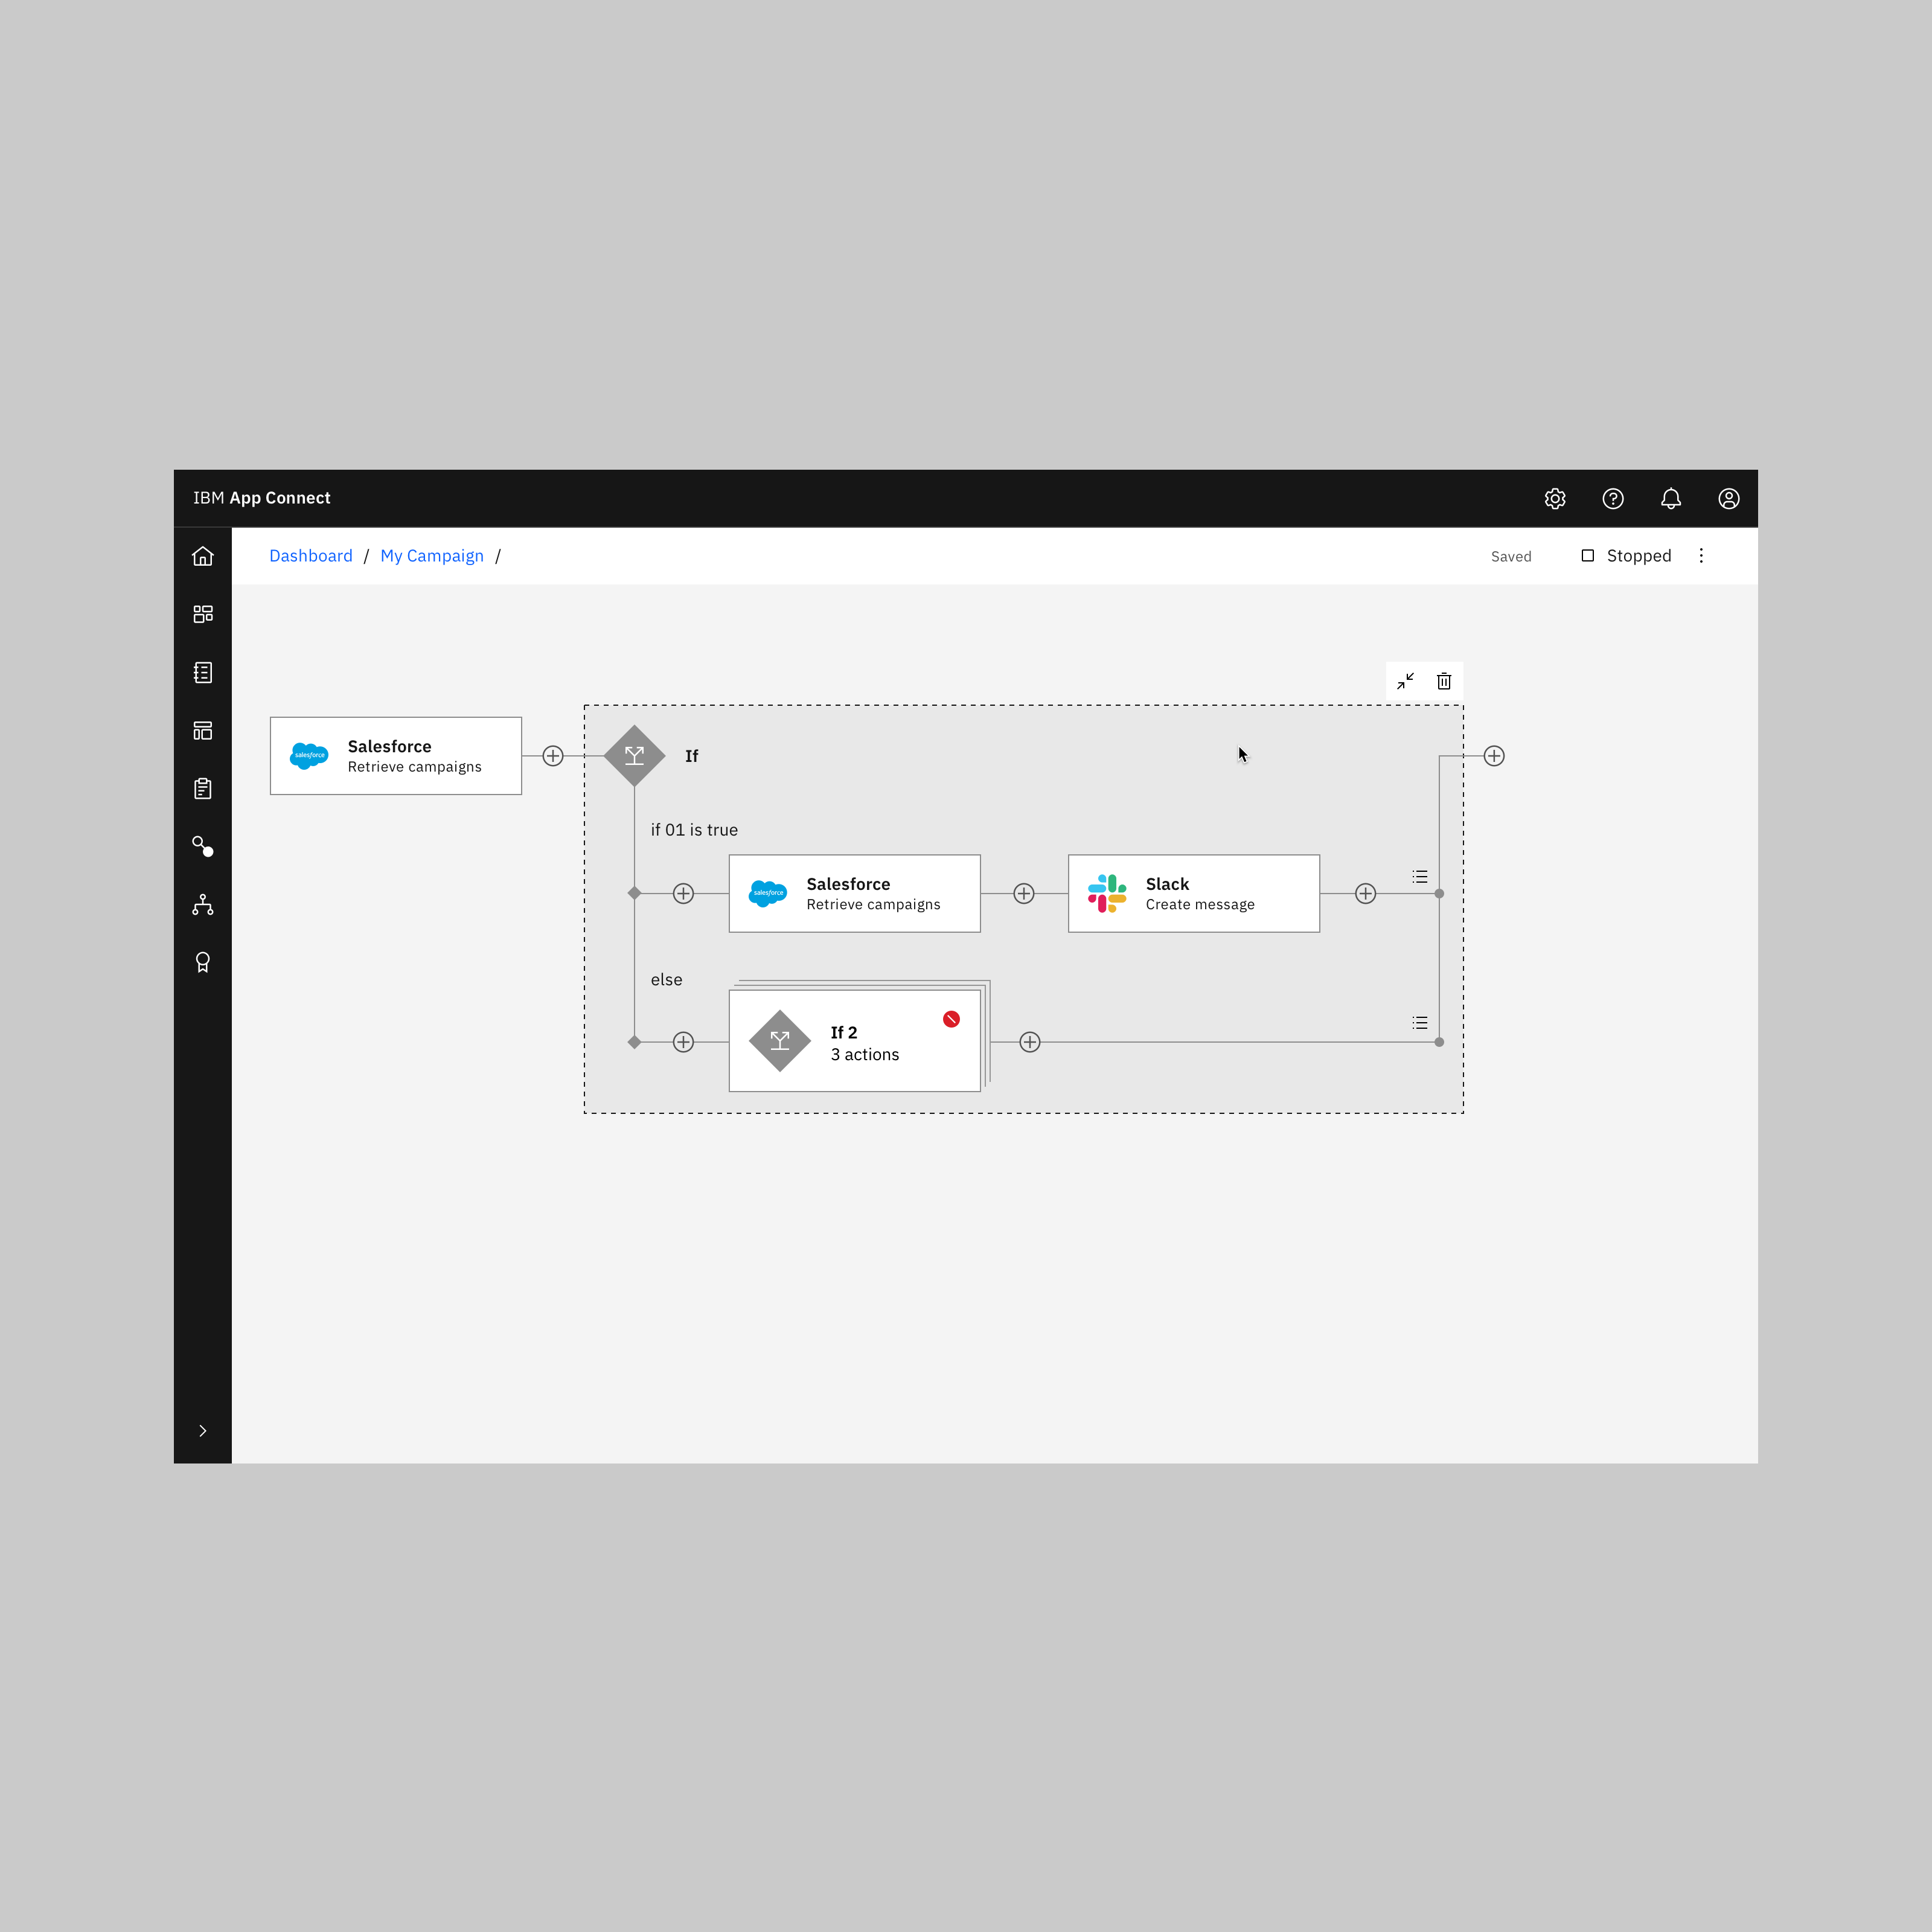 IBM App Connect
Dashboard / My Campaign /
Saved
Stopped
salesforce
Salesforce
Retrieve campaigns
If
if 01 is true
salesforce
Salesforce
Retrieve campaigns
Slack
Create message
else
If 2
3 actions